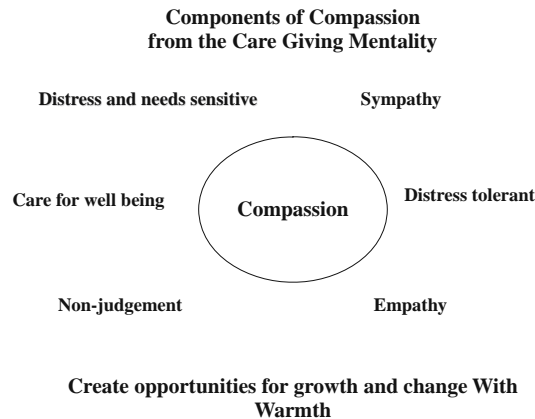 Components of Compassion
from the Care Giving Mentality
Distress and needs sensitive
Sympathy
Care for well being
Compassion
Distress tolerant
Non-judgement
Empathy
Create opportunities for growth and change With
Warmth